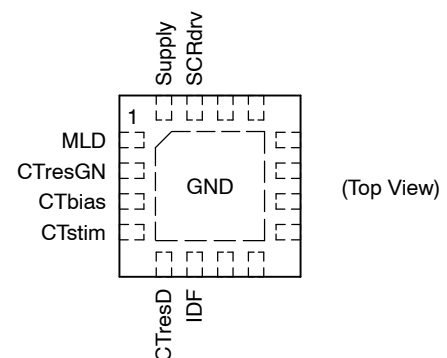 Supply
SCRdrv
1
MLD
CTresGN
CTbias
CTstim
GND
(Top View)
CTresD
IDF